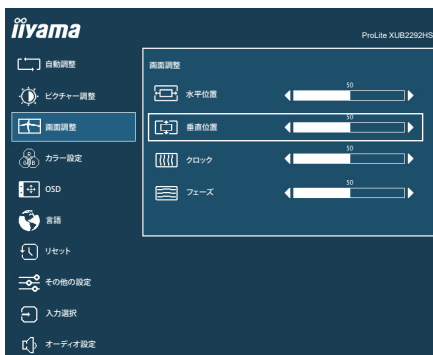 iiyama
ProLite XUB2292HS
自動調整
ピクチャー調整
画面調整
カラー設定
OSD
言語
リセット
その他の設定
入力選択
オーディオ設定
画面調整
水平位置
50
垂直位置
50
クロック
50
フェーズ
50